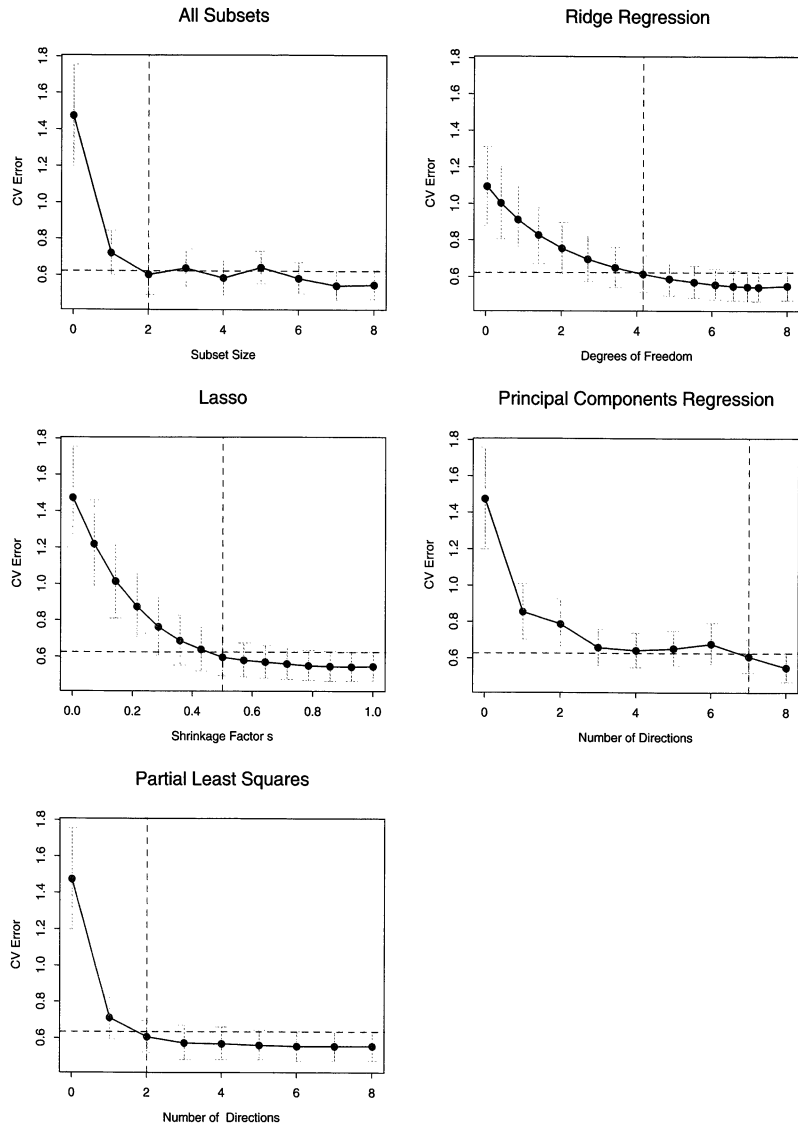 All Subsets
CV Error
1.8
1.6
1.4
1.2
1.0
0.8
0.6
0 2 4 6 8
Subset Size
Ridge Regression
CV Error
1.8
1.6
1.4
1.2
1.0
0.8
0.6
0 2 4 6 8
Degrees of Freedom
Lasso
CV Error
1.8
1.6
1.4
1.2
1.0
0.8
0.6
0.0 0.2 0.4 0.6 0.8 1.0
Shrinkage Factor s
Principal Components Regression
CV Error
1.8
1.6
1.4
1.2
1.0
0.8
0.6
0 2 4 6 8
Number of Directions
Partial Least Squares
CV Error
1.8
1.6
1.4
1.2
1.0
0.8
0.6
0 2 4 6 8
Number of Directions